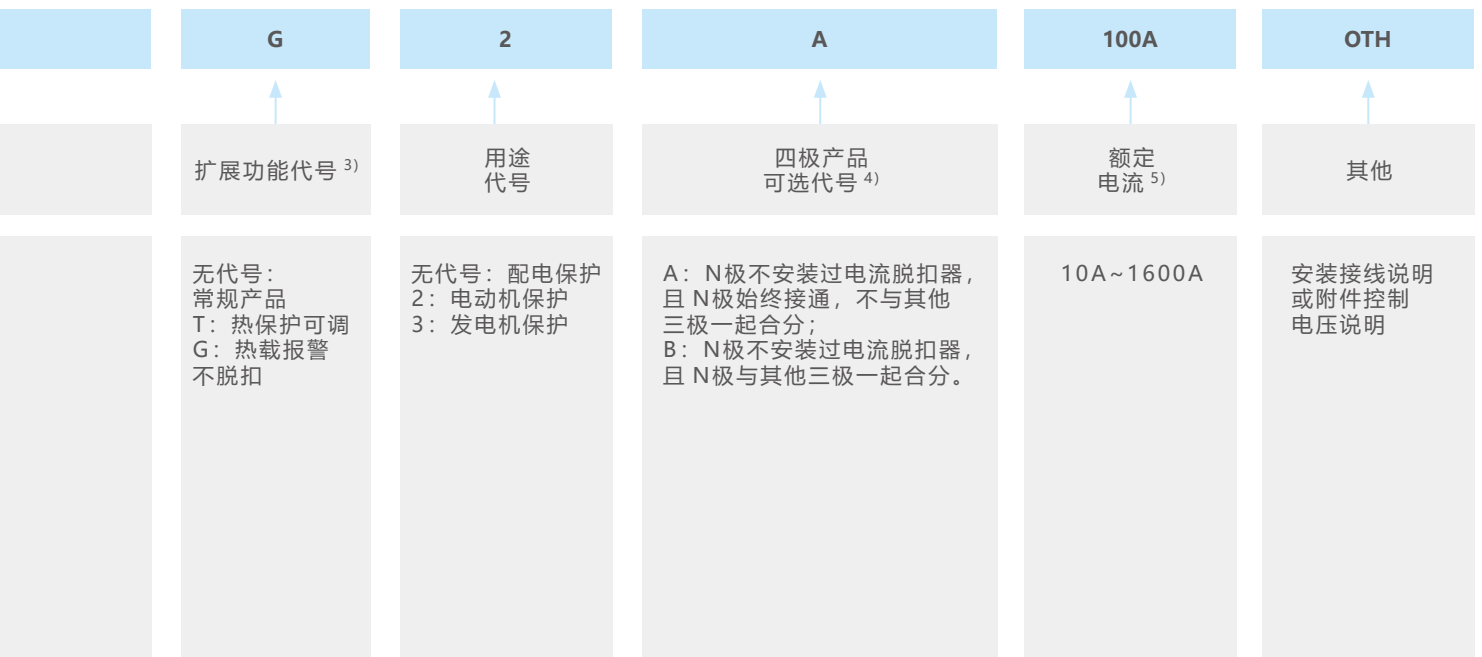 G
2
A
100A
OTH
扩展功能代号 3)
用途
代号
四极产品
可选代号 4)
额定
电流 5)
其他
无代号：
常规产品
T：热保护可调
G：热载报警
不脱扣
无代号：配电保护
2：电动机保护
3：发电机保护
A：N极不安装过电流脱扣器，
且 N极始终接通，不与其他
三极一起合分；
B：N极不安装过电流脱扣器，
且 N极与其他三极一起合分。
10A~1600A
安装接线说明
或附件控制
电压说明